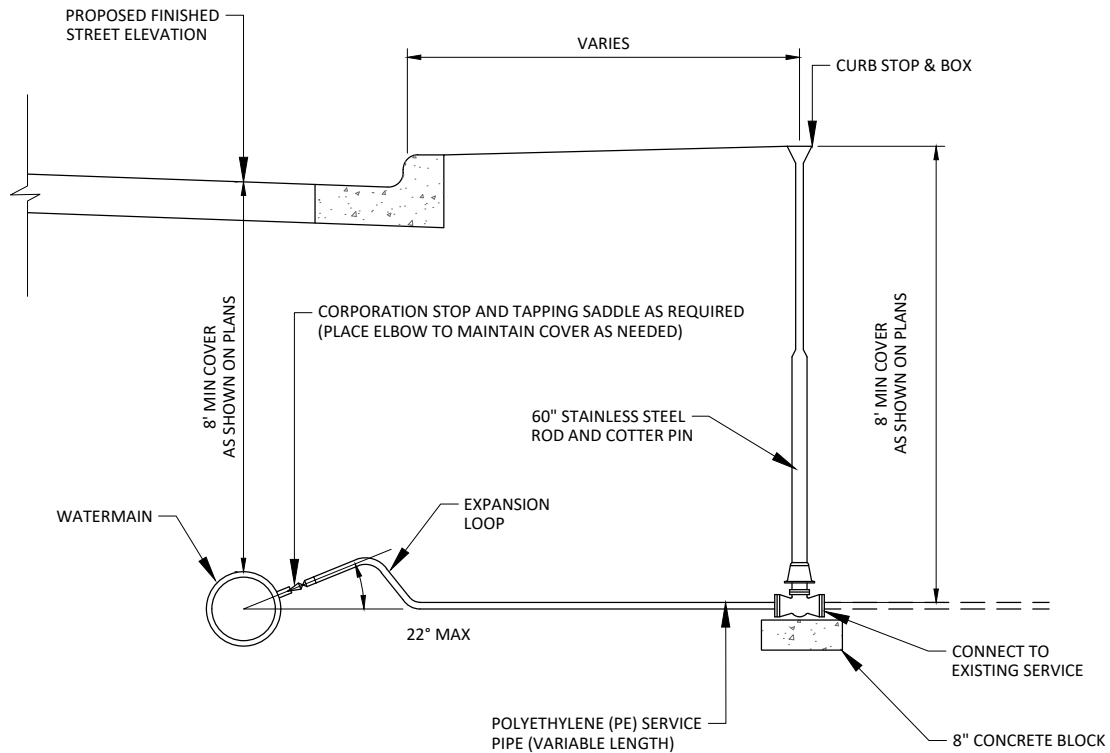 PROPOSED FINISHED
STREET ELEVATION
VARIES
CURB STOP & BOX
8' MIN COVER
AS SHOWN ON PLANS
CORPORATION STOP AND TAPPING SADDLE AS REQUIRED
(PLACE ELBOW TO MAINTAIN COVER AS NEEDED)
8' MIN COVER
AS SHOWN ON PLANS
60" STAINLESS STEEL
ROD AND COTTER PIN
EXPANSION
LOOP
WATERMAIN
22° MAX
CONNECT TO
EXISTING SERVICE
POLYETHYLENE (PE) SERVICE
PIPE (VARIABLE LENGTH)
8" CONCRETE BLOCK